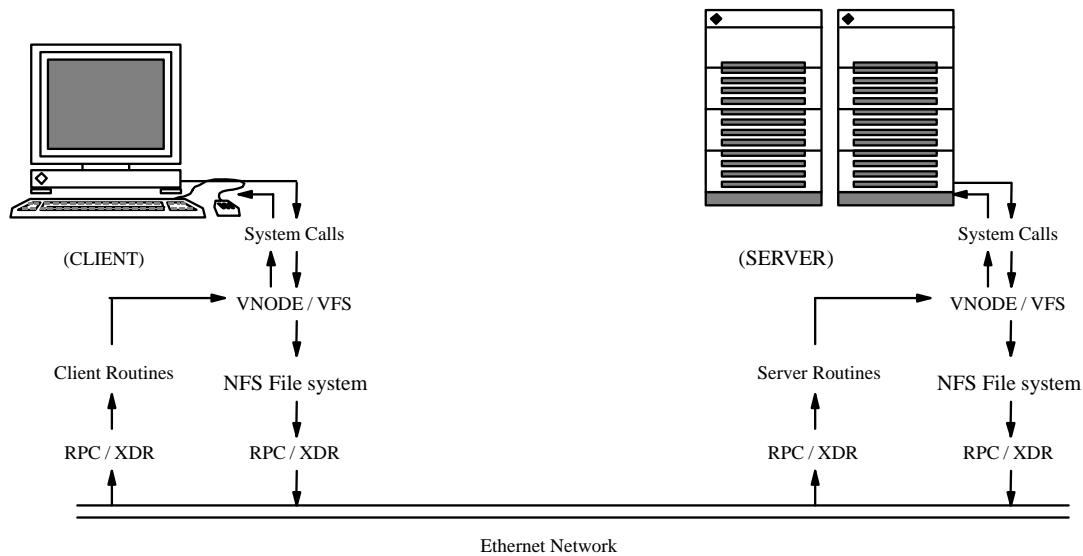 System Calls
System Calls
(CLIENT)
(SERVER)
VNODE / VFS
VNODE / VFS
Client Routines
NFS File system
Server Routines
NFS File system
RPC / XDR
RPC / XDR
RPC / XDR
RPC / XDR
Ethernet Network